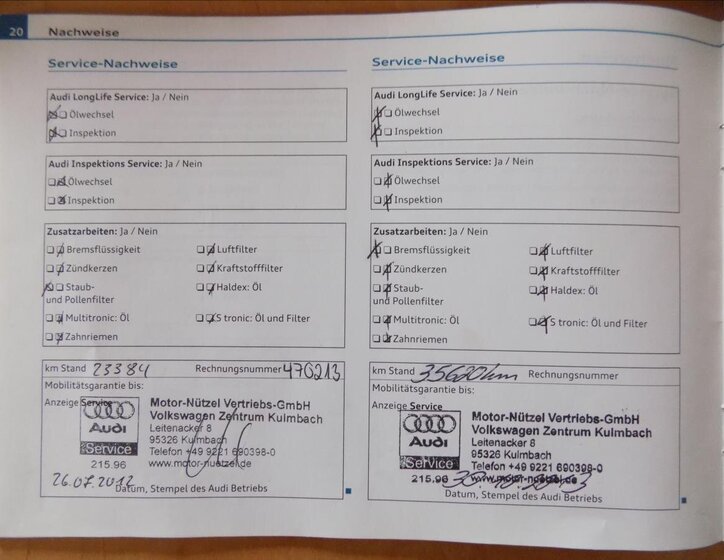 20 Nachweise
Service-Nachweise
Audi LongLife Service: Ja / Nein
Ölwechsel
Inspektion
Audi Inspektions Service: Ja / Nein
Ölwechsel
Inspektion
Zusatzarbeiten: Ja / Nein
Bremsflüssigkeit Luftfilter
Zündkerzen Kraftstofffilter
Staub- Haldex: Öl
und Pollenfilter
Multitronic: Öl S tronic: Öl und Filter
Zahnriemen
km Stand 23384 Rechnungsnummer 476213
Mobilitätsgarantie bis:
Anzeige Service
Motor-Nützel Vertriebs-GmbH
Volkswagen Zentrum Kulmbach
Leitenacker 8
95326 Kulmbach
Telefon +49 9221 690398-0
www.motor-nuetzel.de
Audi
Service
215.96
26.07.2012
Datum, Stempel des Audi Betriebs
Service-Nachweise
Audi LongLife Service: Ja / Nein
Ölwechsel
Inspektion
Audi Inspektions Service: Ja / Nein
Ölwechsel
Inspektion
Zusatzarbeiten: Ja / Nein
Bremsflüssigkeit Luftfilter
Zündkerzen Kraftstofffilter
Staub- Haldex: Öl
und Pollenfilter
Multitronic: Öl S tronic: Öl und Filter
Zahnriemen
km Stand 35620km Rechnungsnummer
Mobilitätsgarantie bis:
Anzeige Service
Motor-Nützel Vertriebs-GmbH
Volkswagen Zentrum Kulmbach
Leitenacker 8
95326 Kulmbach
Telefon +49 9221 690398-0
www.motor-nuetzel.de
Audi
Service
215.96
Datum, Stempel des Audi Betriebs